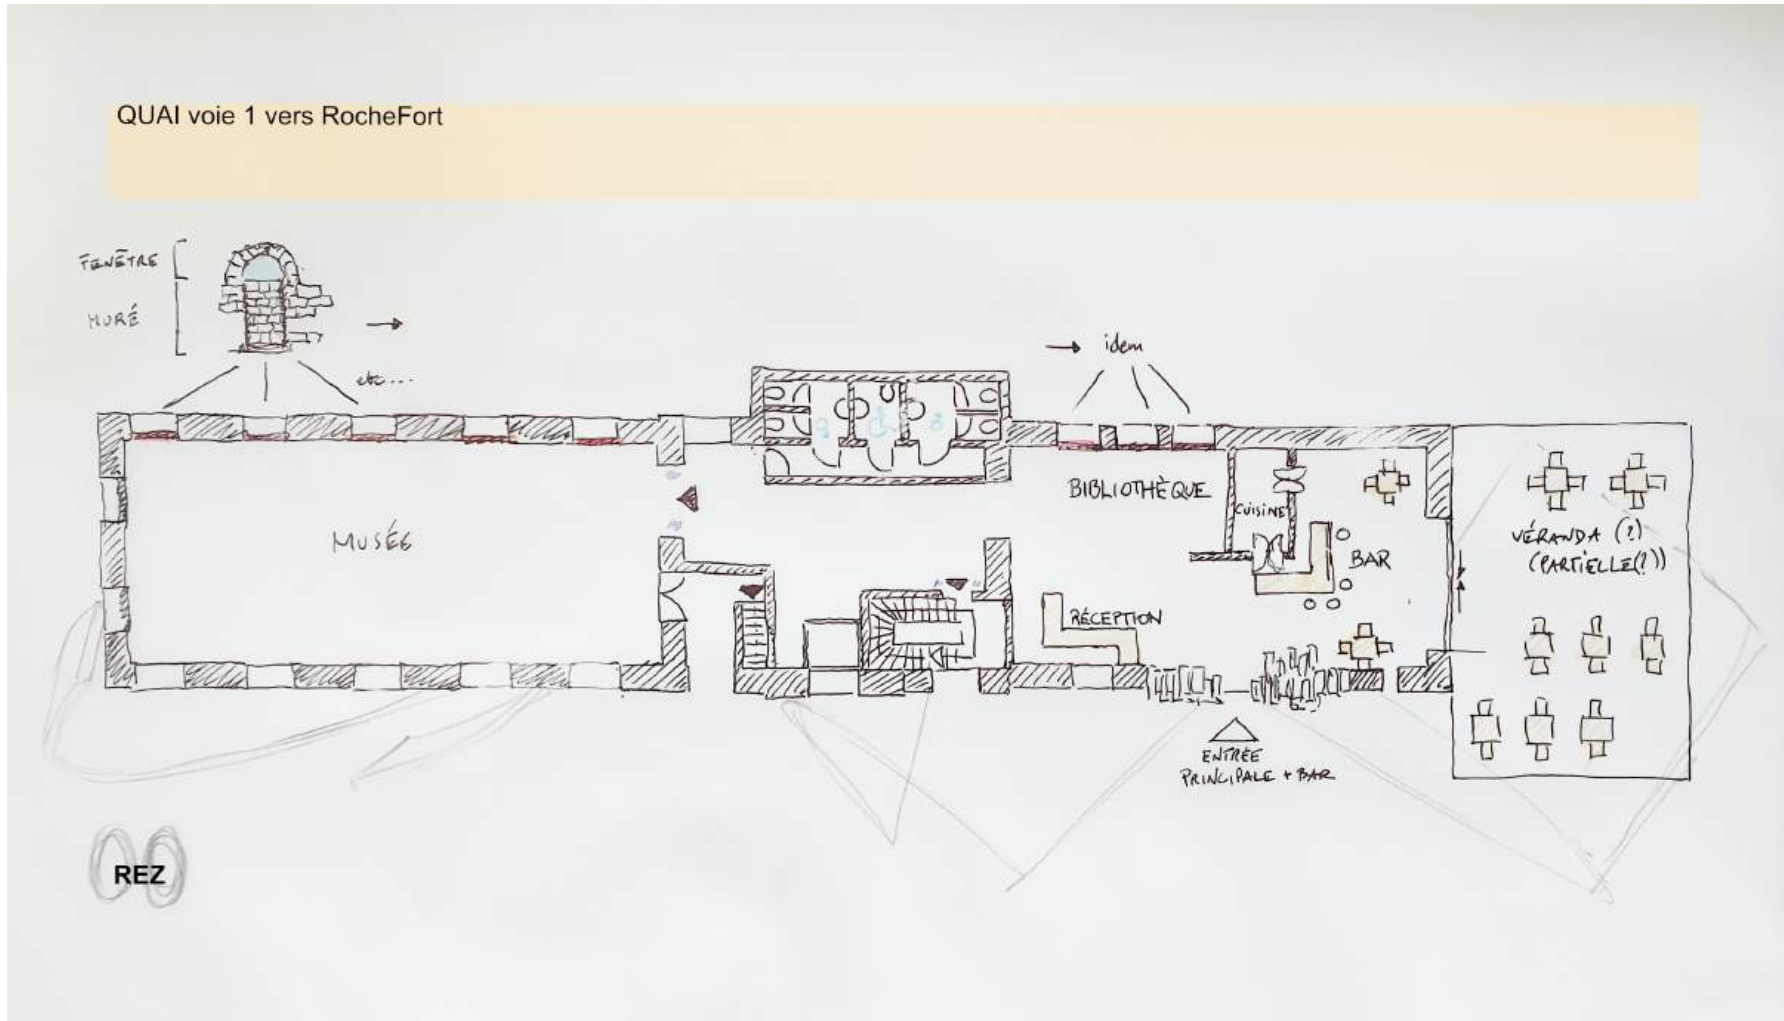 QUAI voie 1 vers RocheFort
FENÊTRE
MURÉ
etc...
idem
MUSÉE
BIBLIOTHÈQUE
CUISINE
BAR
VÉRANDA (?)
(PARTIELLE(?))
RÉCEPTION
ENTRÉE
PRINCIPALE + BAR
REZ